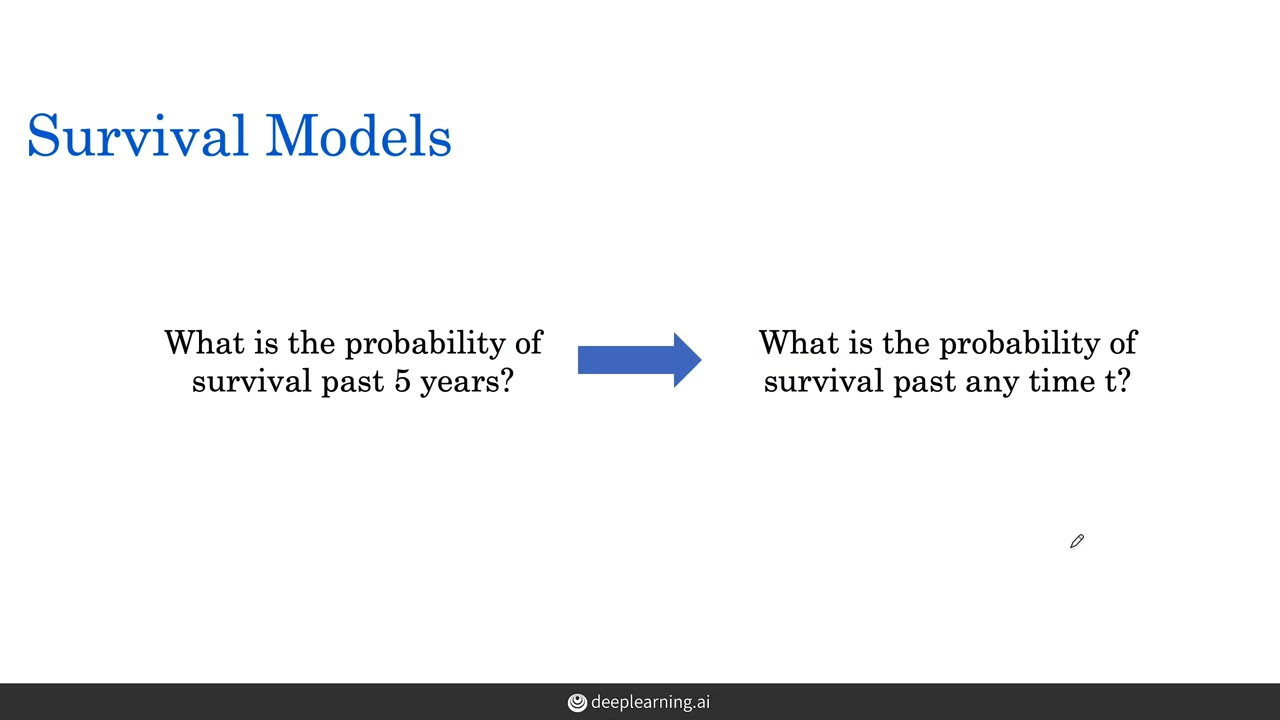 Survival Models
What is the probability of
survival past 5 years?
What is the probability of
survival past any time t?
deeplearning.ai